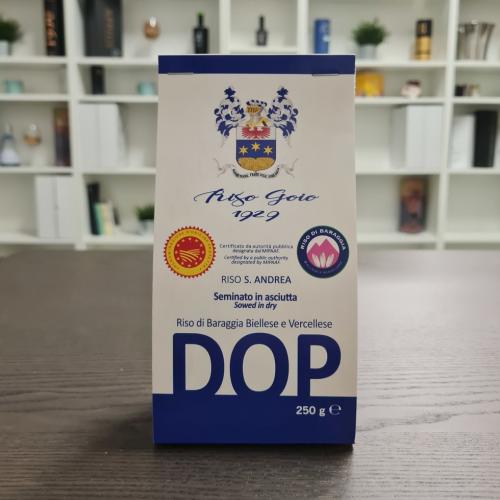 Riso Goio
1929
Certificato da autorità pubblica
designata dal MIPAAF.
Certified by a public authority
designated by MIPAAF.
RISO DI BARAGGIA
RISO S. ANDREA
Seminato in asciutta
Sowed in dry
Riso di Baraggia Biellese e Vercellese
DOP
250 g ℮